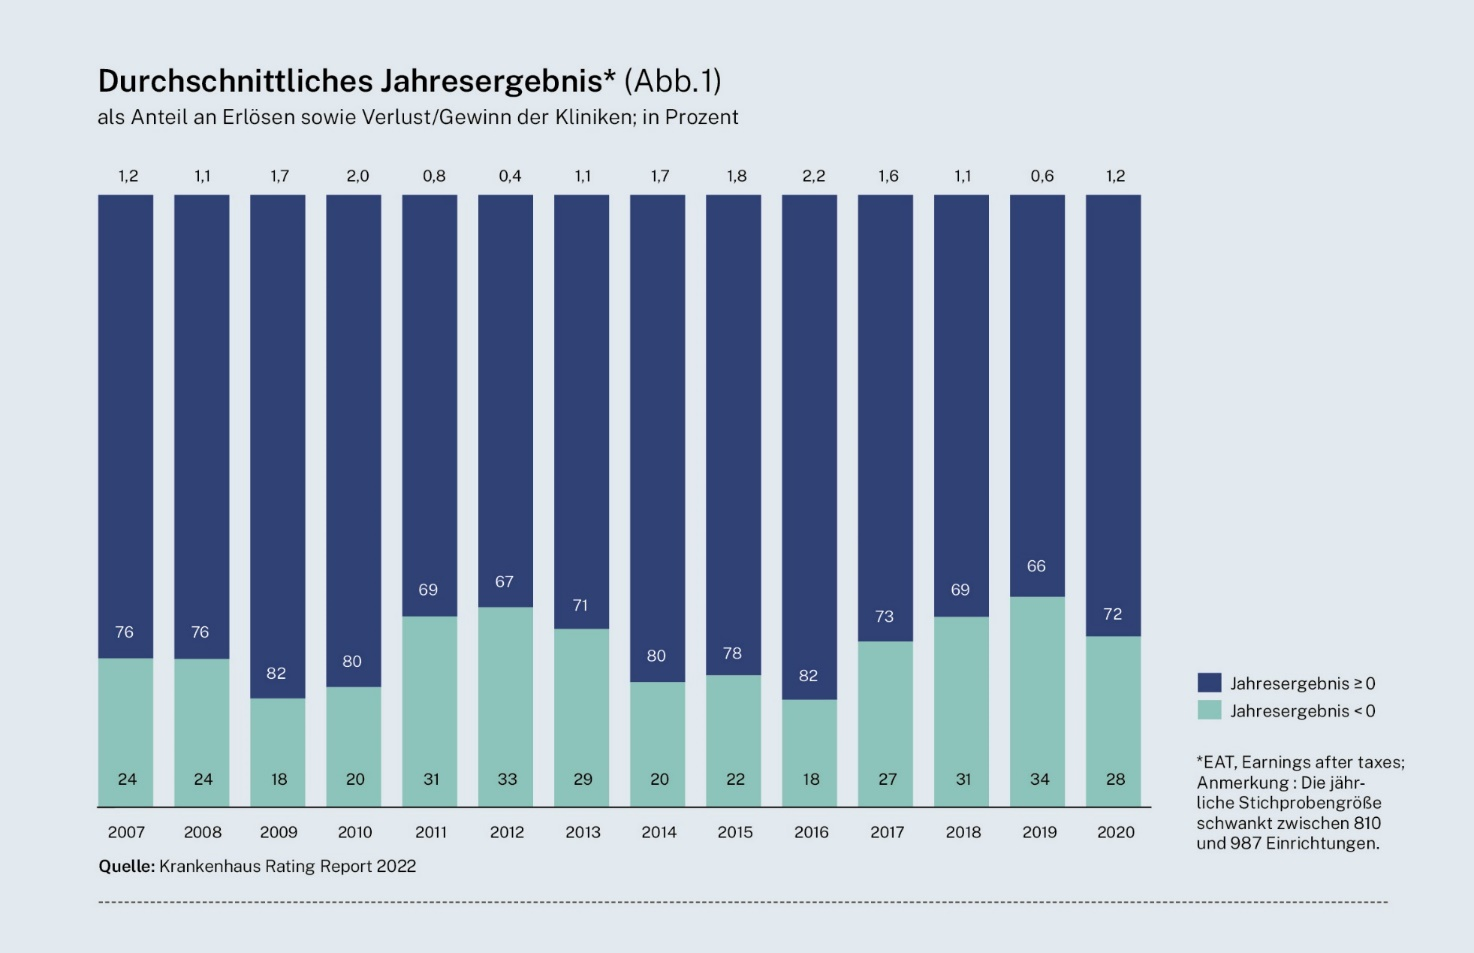 Durchschnittliches Jahresergebnis* (Abb.1)
als Anteil an Erlösen sowie Verlust/Gewinn der Kliniken; in Prozent
1,2 1,1 1,7 2,0 0,8 0,4 1,1 1,7 1,8 2,2 1,6 1,1 0,6 1,2
76 76 82 80 69 67 71 80 78 82 73 69 66 72
24 24 18 20 31 33 29 20 22 18 27 31 34 28
2007 2008 2009 2010 2011 2012 2013 2014 2015 2016 2017 2018 2019 2020
Jahresergebnis ≥ 0
Jahresergebnis < 0
*EAT, Earnings after taxes;
Anmerkung : Die jähr-
liche Stichprobengröße
schwankt zwischen 810
und 987 Einrichtungen.
Quelle: Krankenhaus Rating Report 2022